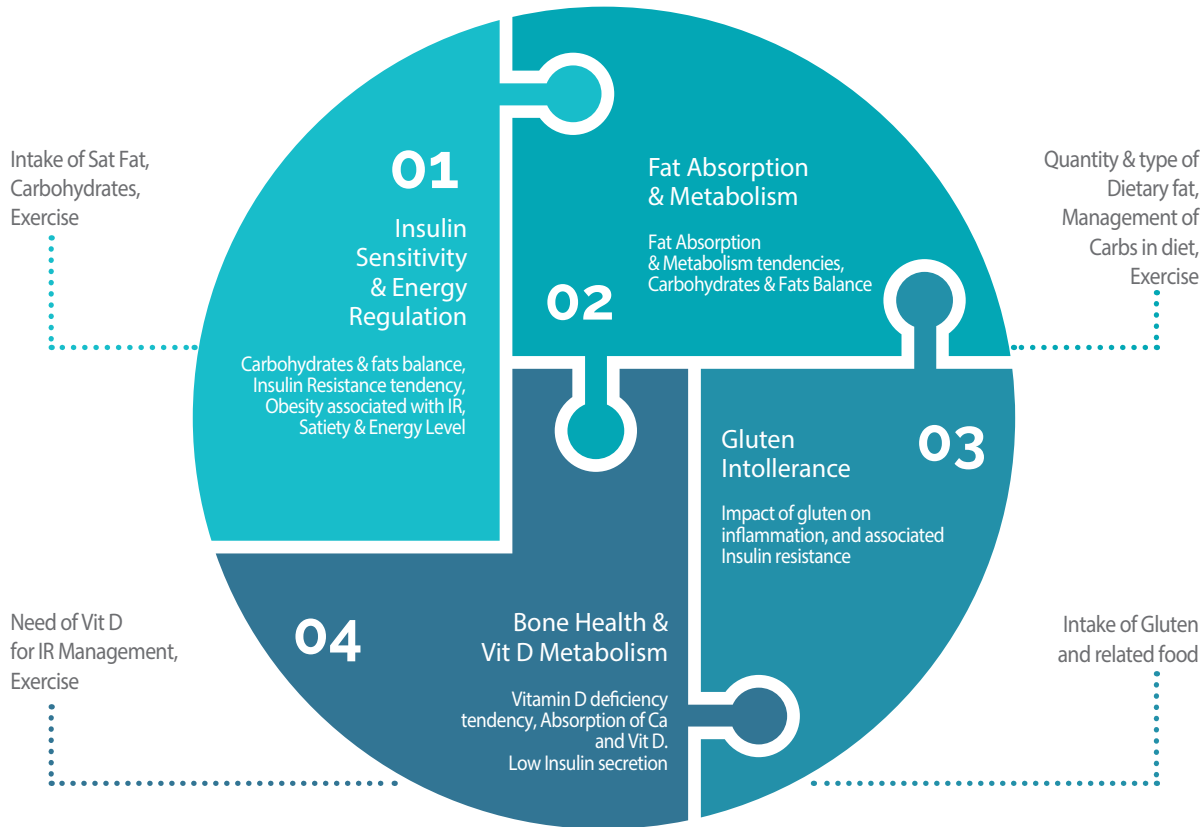 Intake of Sat Fat,
Carbohydrates,
Exercise
01
Insulin
Sensitivity
& Energy
Regulation
Carbohydrates & fats balance,
Insulin Resistance tendency,
Obesity associated with IR,
Satiety & Energy Level
Fat Absorption
& Metabolism
Fat Absorption
& Metabolism tendencies,
Carbohydrates & Fats Balance
02
Quantity & type of
Dietary fat,
Management of
Carbs in diet,
Exercise
Gluten
Intollerance
03
Impact of gluten on
inflammation, and associated
Insulin resistance
Intake of Gluten
and related food
04
Bone Health &
Vit D Metabolism
Vitamin D deficiency
tendency, Absorption of Ca
and Vit D.
Low Insulin secretion
Need of Vit D
for IR Management,
Exercise